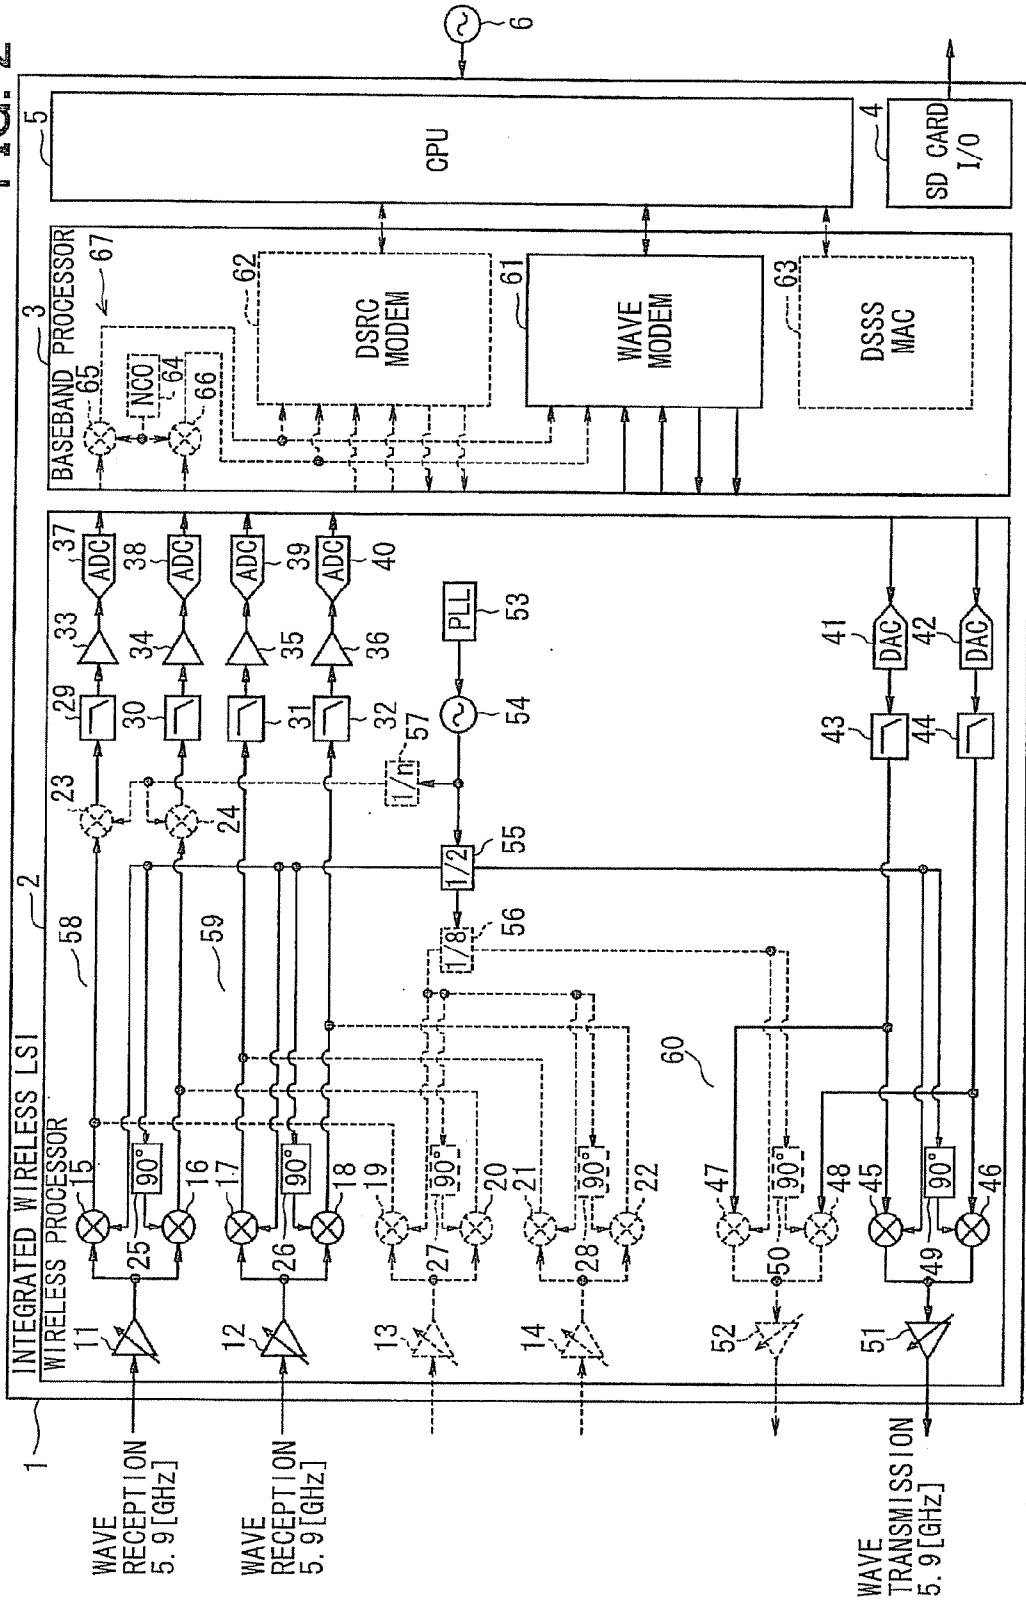 FIG. 2
1
INTEGRATED WIRELESS LSI
2
WIRELESS PROCESSOR
3
BASEBAND PROCESSOR
5
CPU
6
4
SD CARD
I/O
WAVE
RECEPTION
5.9[GHz]
11
15
25
90°
16
58
23
24
29
30
33
34
37
ADC
38
ADC
65
NCO
64
66
67
WAVE
RECEPTION
5.9[GHz]
12
17
26
90°
18
59
31
32
35
36
39
ADC
40
ADC
62
DSRC
MODEM
13
19
27
90°
20
1/8
56
1/2
55
1/n
57
54
PLL
53
61
WAVE
MODEM
14
21
28
90°
22
60
63
DSSS
MAC
52
47
50
90°
48
WAVE
TRANSMISSION
5.9[GHz]
51
45
49
90°
46
43
44
41
DAC
42
DAC